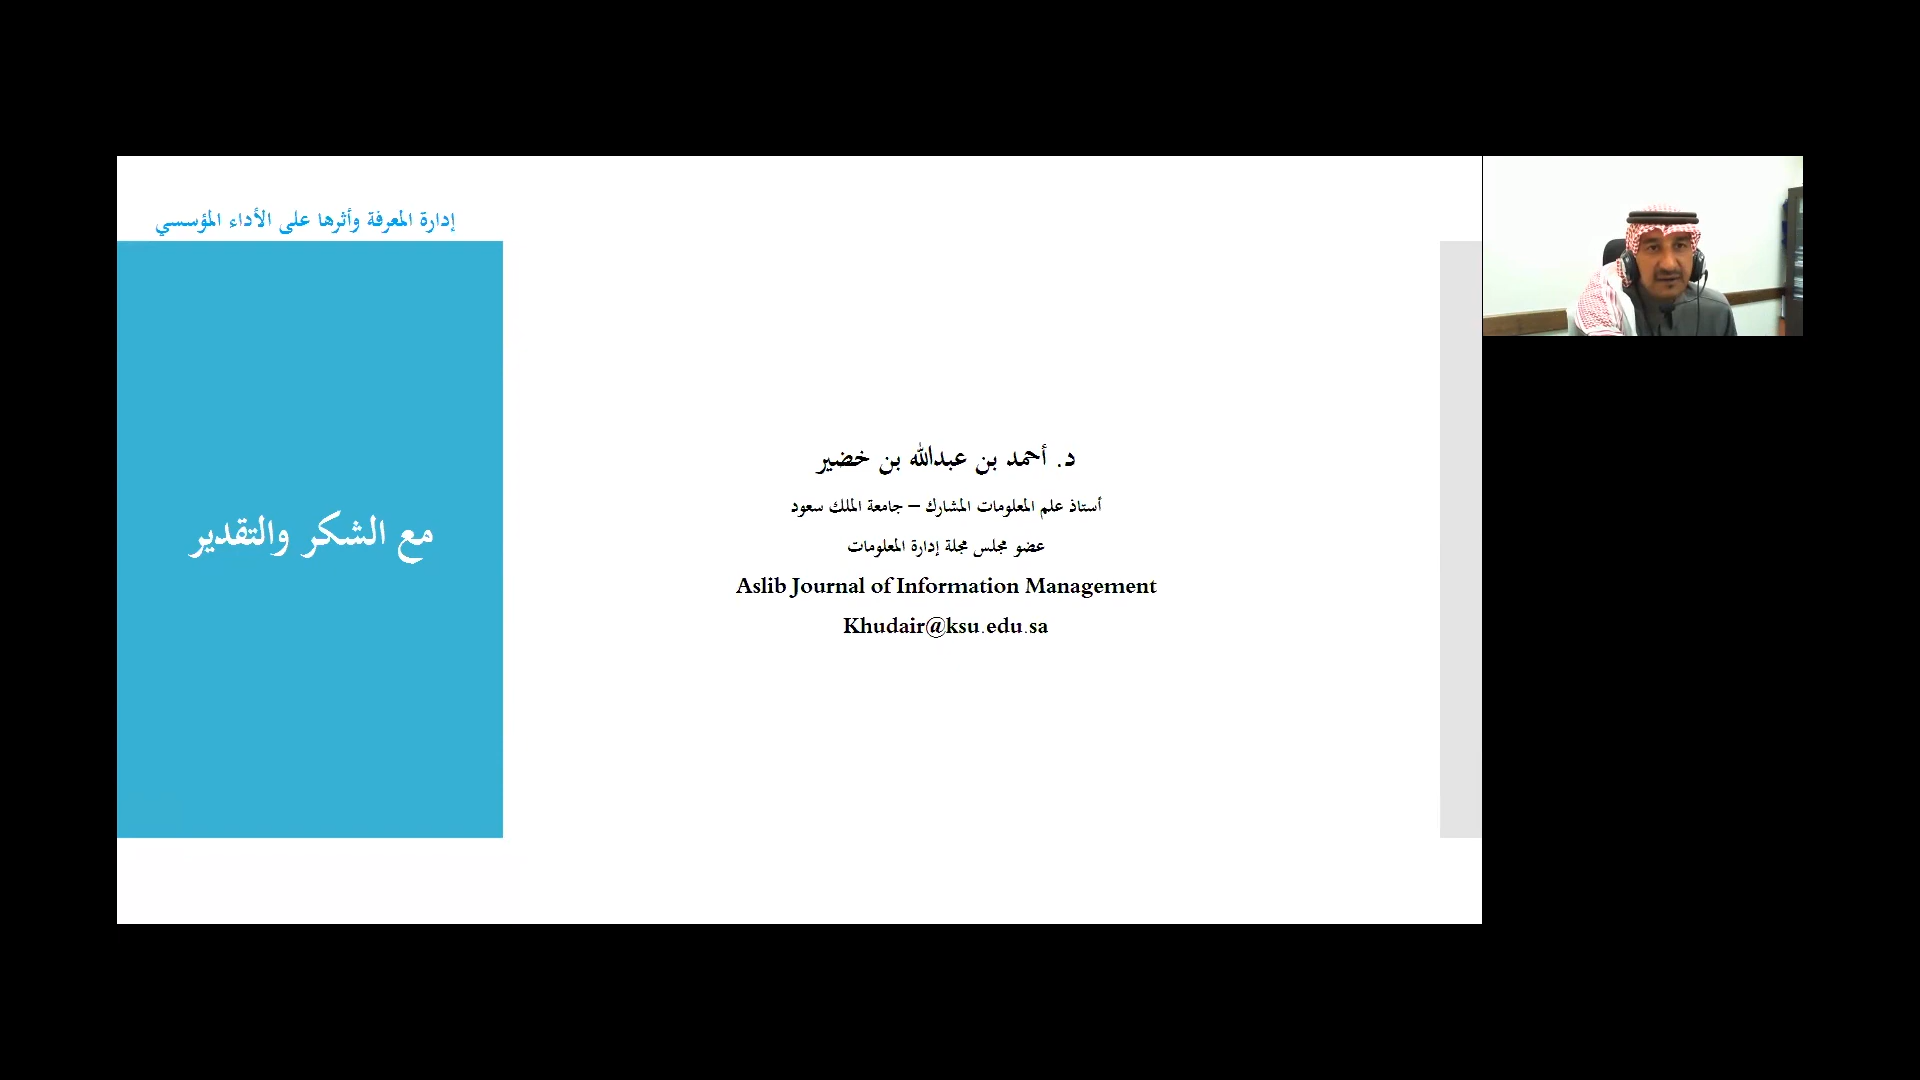 إدارة المعرفة وأثرها على الأداء المؤسسي
مع الشكر والتقدير
د. أحمد بن عبدالله بن خضير
أستاذ علم المعلومات المشارك – جامعة الملك سعود
عضو مجلس مجلة إدارة المعلومات
Aslib Journal of Information Management
Khudair@ksu.edu.sa